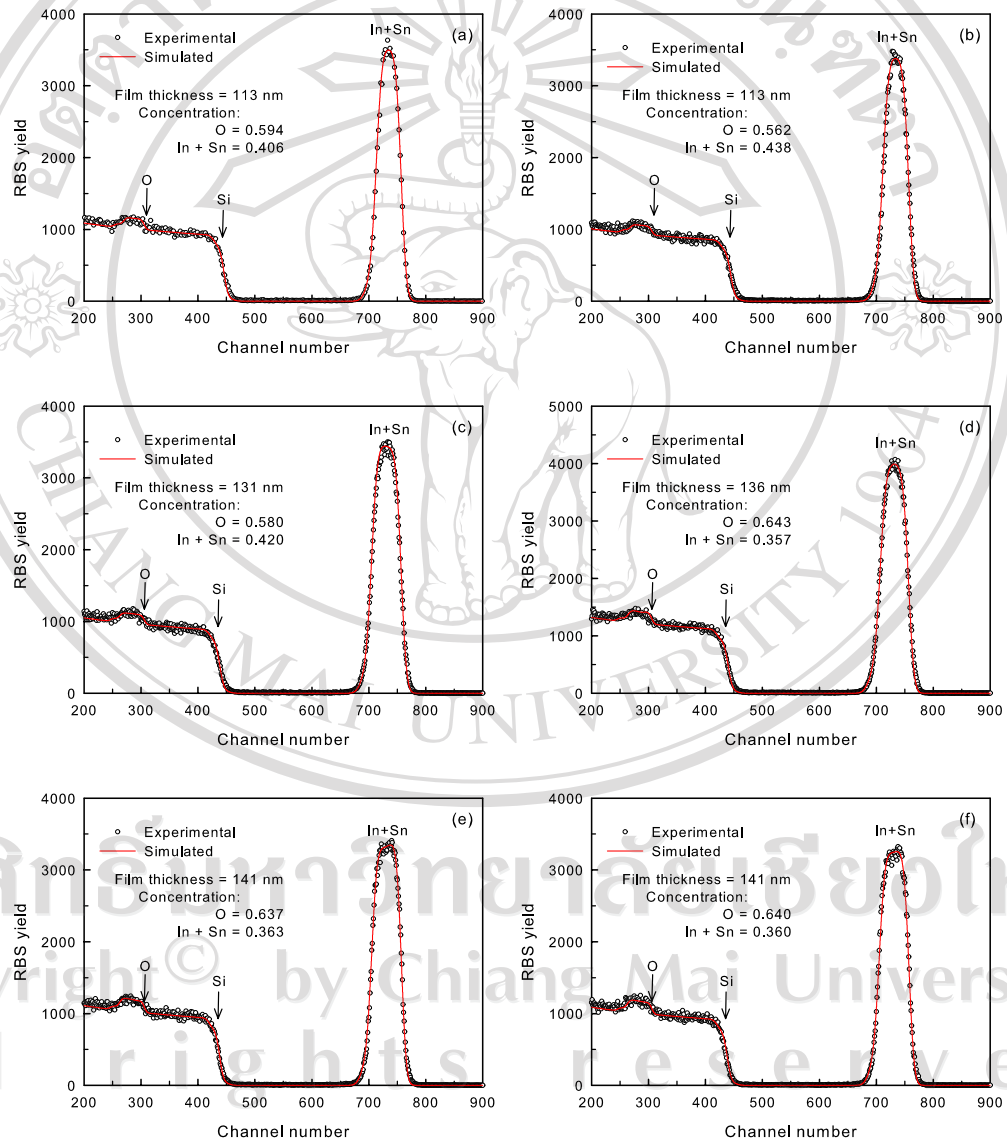 4000
3000
2000
1000
0
RBS yield
In+Sn
(a)
Experimental
Simulated
Film thickness = 113 nm
Concentration:
O = 0.594
In + Sn = 0.406
O
Si
200 300 400 500 600 700 800 900
Channel number
4000
3000
2000
1000
0
RBS yield
In+Sn
(b)
Experimental
Simulated
Film thickness = 113 nm
Concentration:
O = 0.562
In + Sn = 0.438
O
Si
200 300 400 500 600 700 800 900
Channel number
4000
3000
2000
1000
0
RBS yield
In+Sn
(c)
Experimental
Simulated
Film thickness = 131 nm
Concentration:
O = 0.580
In + Sn = 0.420
O
Si
200 300 400 500 600 700 800 900
Channel number
5000
4000
3000
2000
1000
0
RBS yield
In+Sn
(d)
Experimental
Simulated
Film thickness = 136 nm
Concentration:
O = 0.643
In + Sn = 0.357
O
Si
200 300 400 500 600 700 800 900
Channel number
4000
3000
2000
1000
0
RBS yield
In+Sn
(e)
Experimental
Simulated
Film thickness = 141 nm
Concentration:
O = 0.637
In + Sn = 0.363
O
Si
200 300 400 500 600 700 800 900
Channel number
4000
3000
2000
1000
0
RBS yield
In+Sn
(f)
Experimental
Simulated
Film thickness = 141 nm
Concentration:
O = 0.640
In + Sn = 0.360
O
Si
200 300 400 500 600 700 800 900
Channel number
CHIANG MAI UNIVERSITY 1964
© by Chiang Mai
rights reserve